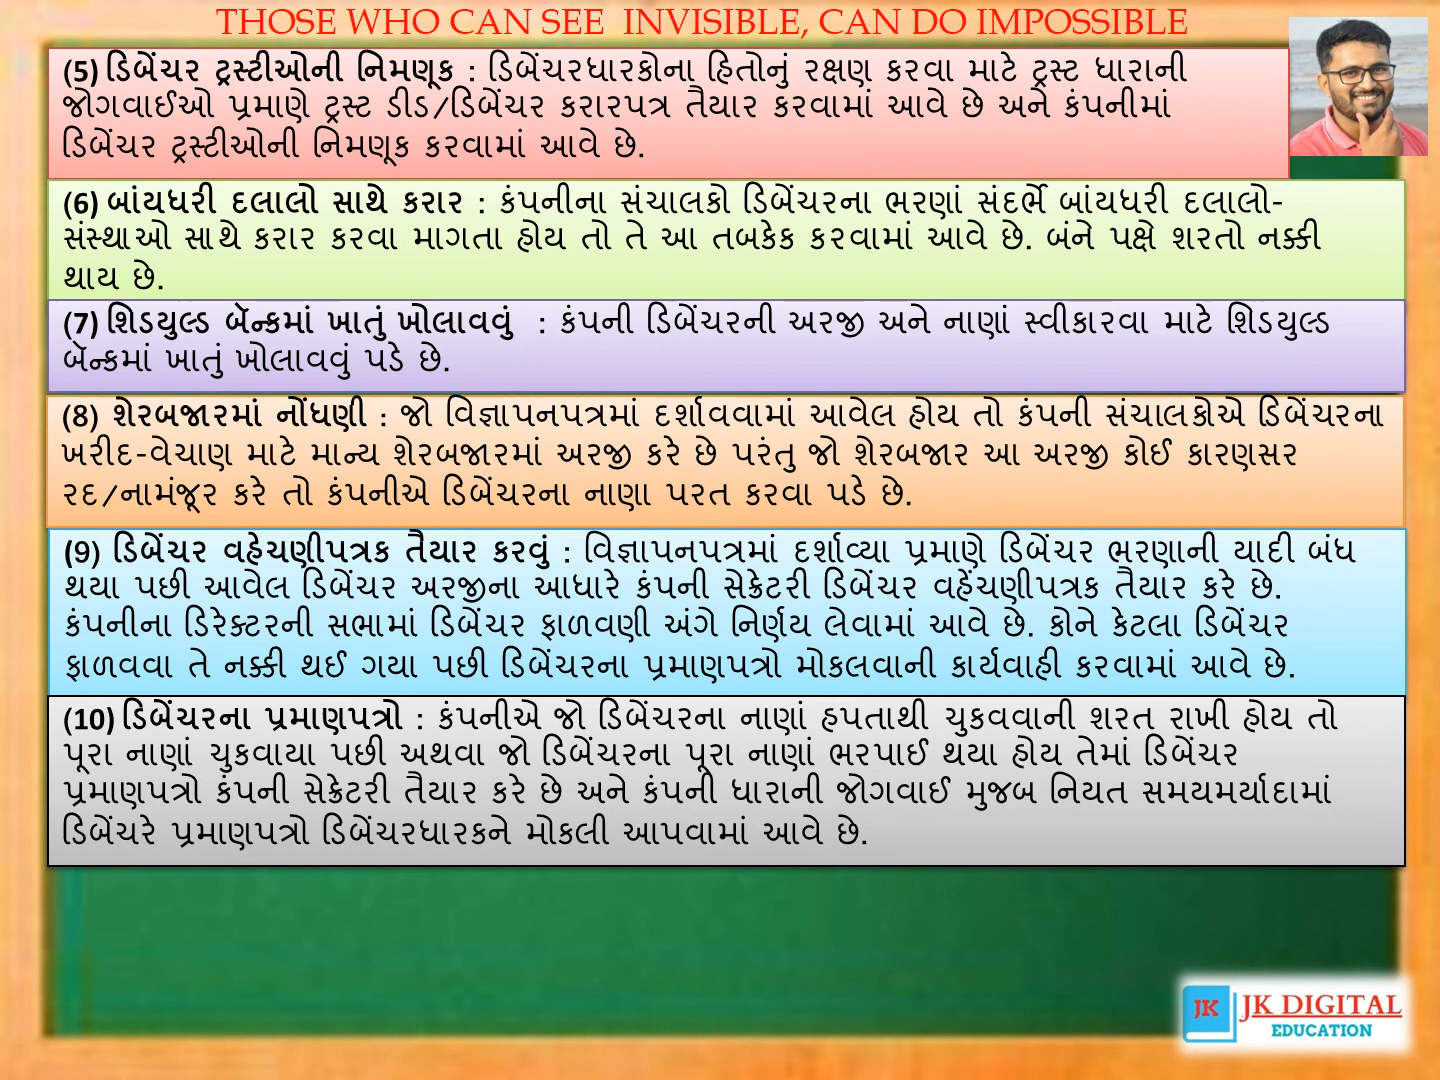 THOSE WHO CAN SEE INVISIBLE, CAN DO IMPOSSIBLE
(5) ડિબેંચર ટ્રસ્ટીઓની નિમણૂક : ડિબેંચરધારકોના હિતોનું રક્ષણ કરવા માટે ટ્રસ્ટ ધારાની
જોગવાઈઓ પ્રમાણે ટ્રસ્ટ ડીડ/ડિબેંચર કરારપત્ર તૈયાર કરવામાં આવે છે અને કંપનીમાં
ડિબેંચર ટ્રસ્ટીઓની નિમણૂક કરવામાં આવે છે.
(6) બાંયધરી દલાલો સાથે કરાર : કંપનીના સંચાલકો ડિબેંચરના ભરણાં સંદર્ભે બાંયધરી દલાલો-
સંસ્થાઓ સાથે કરાર કરવા માગતા હોય તો તે આ તબકેક કરવામાં આવે છે. બંને પક્ષે શરતો નક્કી
થાય છે.
(7) શિડયુલ્ડ બૅન્કમાં ખાતું ખોલાવવું : કંપની ડિબેંચરની અરજી અને નાણાં સ્વીકારવા માટે શિડયુલ્ડ
બૅન્કમાં ખાતું ખોલાવવું પડે છે.
(8) શેરબજારમાં નોંધણી : જો વિજ્ઞાપનપત્રમાં દર્શાવવામાં આવેલ હોય તો કંપની સંચાલકોએ ડિબેંચરના
ખરીદ-વેચાણ માટે માન્ય શેરબજારમાં અરજી કરે છે પરંતુ જો શેરબજાર આ અરજી કોઈ કારણસર
રદ/નામંજૂર કરે તો કંપનીએ ડિબેંચરના નાણા પરત કરવા પડે છે.
(9) ડિબેંચર વહેચણીપત્રક તૈયાર કરવું : વિજ્ઞાપનપત્રમાં દર્શાવ્યા પ્રમાણે ડિબેંચર ભરણાની યાદી બંધ
થયા પછી આવેલ ડિબેંચર અરજીના આધારે કંપની સેક્રેટરી ડિબેંચર વહેંચણીપત્રક તૈયાર કરે છે.
કંપનીના ડિરેક્ટરની સભામાં ડિબેંચર ફાળવણી અંગે નિર્ણય લેવામાં આવે છે. કોને કેટલા ડિબેંચર
ફાળવવા તે નક્કી થઈ ગયા પછી ડિબેંચરના પ્રમાણપત્રો મોકલવાની કાર્યવાહી કરવામાં આવે છે.
(10) ડિબેંચરના પ્રમાણપત્રો : કંપનીએ જો ડિબેંચરના નાણાં હપતાથી ચુકવવાની શરત રાખી હોય તો
પૂરા નાણાં ચુકવાયા પછી અથવા જો ડિબેંચરના પૂરા નાણાં ભરપાઈ થયા હોય તેમાં ડિબેંચર
પ્રમાણપત્રો કંપની સેક્રેટરી તૈયાર કરે છે અને કંપની ધારાની જોગવાઈ મુજબ નિયત સમયમર્યાદામાં
ડિબેંચરે પ્રમાણપત્રો ડિબેંચરધારકને મોકલી આપવામાં આવે છે.
JK JK DIGITAL
EDUCATION